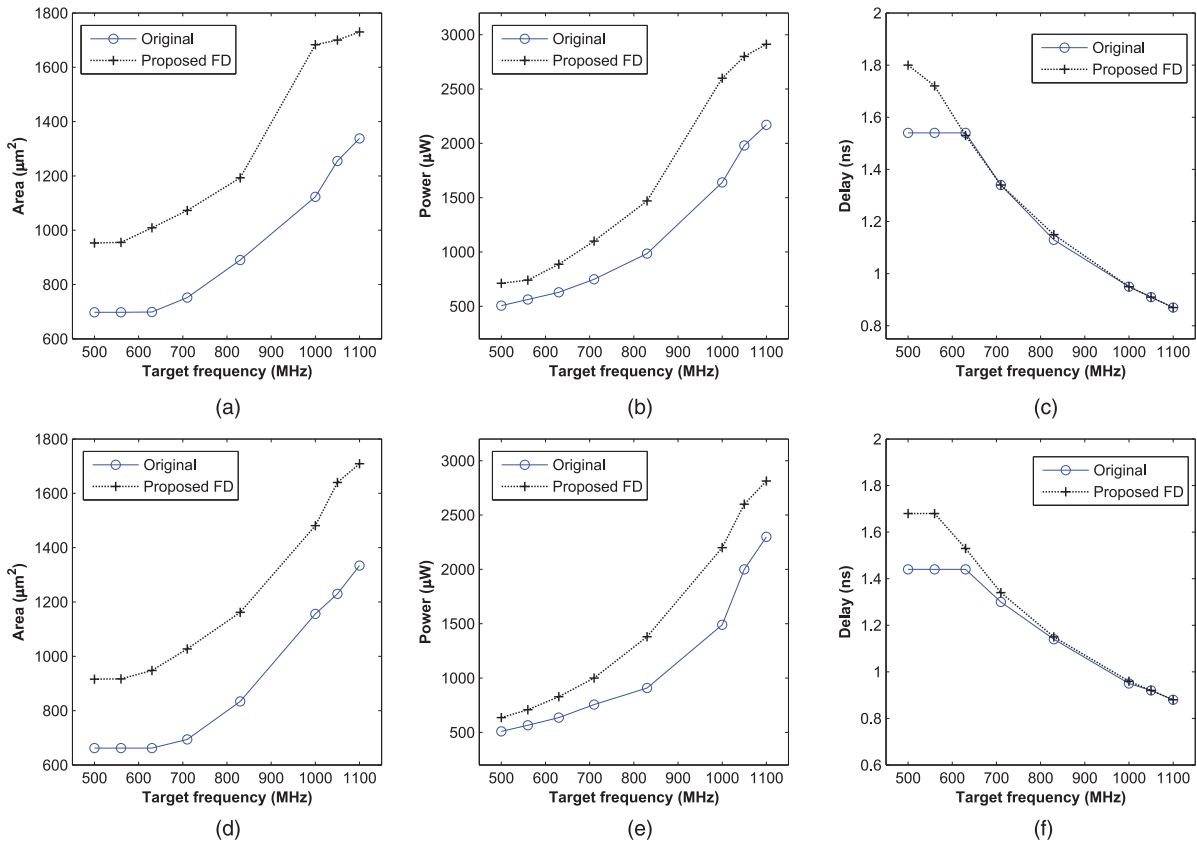 1800
1600
1400
1200
1000
800
600
Area (μm²)
Original
Proposed FD
500 600 700 800 900 1000 1100
Target frequency (MHz)
(a)
3000
2500
2000
1500
1000
500
Power (μW)
Original
Proposed FD
500 600 700 800 900 1000 1100
Target frequency (MHz)
(b)
2
1.8
1.6
1.4
1.2
1
0.8
Delay (ns)
Original
Proposed FD
500 600 700 800 900 1000 1100
Target frequency (MHz)
(c)
1800
1600
1400
1200
1000
800
600
Area (μm²)
Original
Proposed FD
500 600 700 800 900 1000 1100
Target frequency (MHz)
(d)
3000
2500
2000
1500
1000
500
Power (μW)
Original
Proposed FD
500 600 700 800 900 1000 1100
Target frequency (MHz)
(e)
2
1.8
1.6
1.4
1.2
1
0.8
0.6
Delay (ns)
Original
Proposed FD
500 600 700 800 900 1000 1100
Target frequency (MHz)
(f)